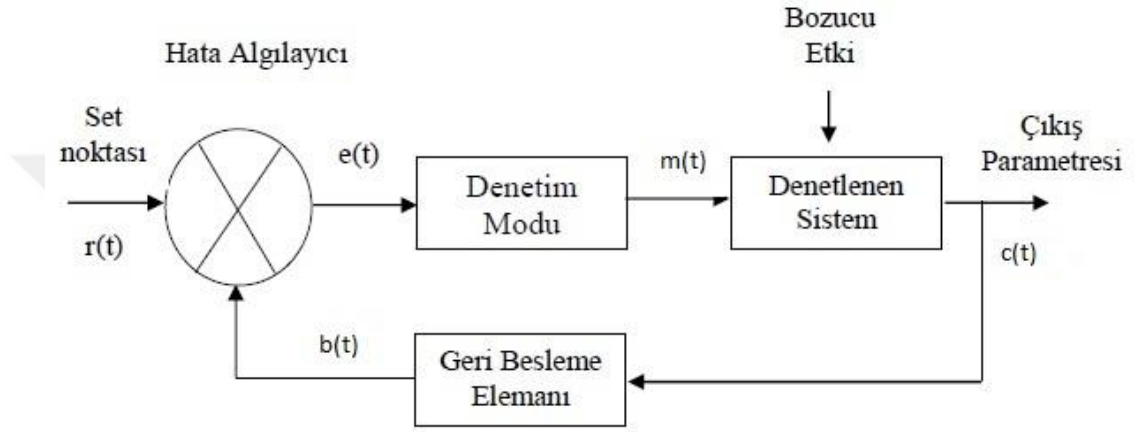 Bozucu
Etki
Hata Algılayıcı
Set
noktası
r(t)
e(t)
Denetim
Modu
m(t)
Denetlenen
Sistem
Çıkış
Parametresi
c(t)
b(t)
Geri Besleme
Elemanı